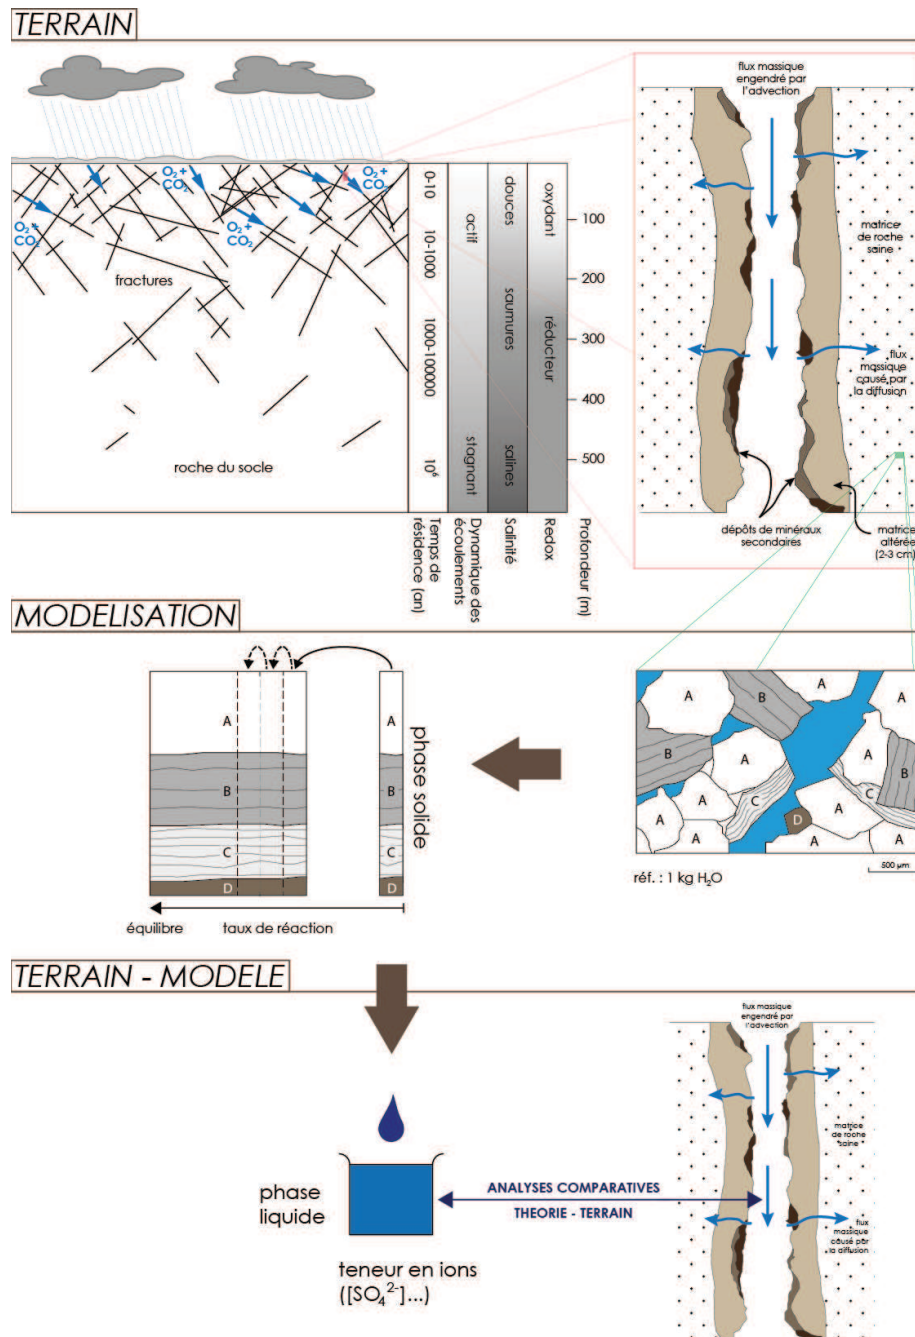 TERRAIN
O₂ +
CO₂
O₂ +
CO₂
O₂ +
CO₂
O₂ +
CO₂
fractures
roche du socle
0-10
10-1000
1000-100000
10⁶
Temps de
résidence (an)
actif
stagnant
Dynamique des
écoulements
douces
saumures
salines
Salinité
oxydant
réducteur
Redox
100
200
300
400
500
Profondeur (m)
flux massique
engendré par
l'advection
matrice
de roche
saine
flux
massique
causé par
la diffusion
dépôts de minéraux
secondaires
matrice
altérée
(2-3 cm)
MODELISATION
A
B
C
D
A
B
C
D
phase solide
équilibre
taux de réaction
A
B
A
A
B
A
A
B
A
A
C
C
A
D
A
A
A
A
réf. : 1 kg H₂O
500 µm
TERRAIN - MODELE
phase
liquide
teneur en ions
([SO₄²⁻]...)
ANALYSES COMPARATIVES
THEORIE - TERRAIN
flux massique
engendré par
l'advection
matrice
de roche
saine
flux
massique
causé par
la diffusion